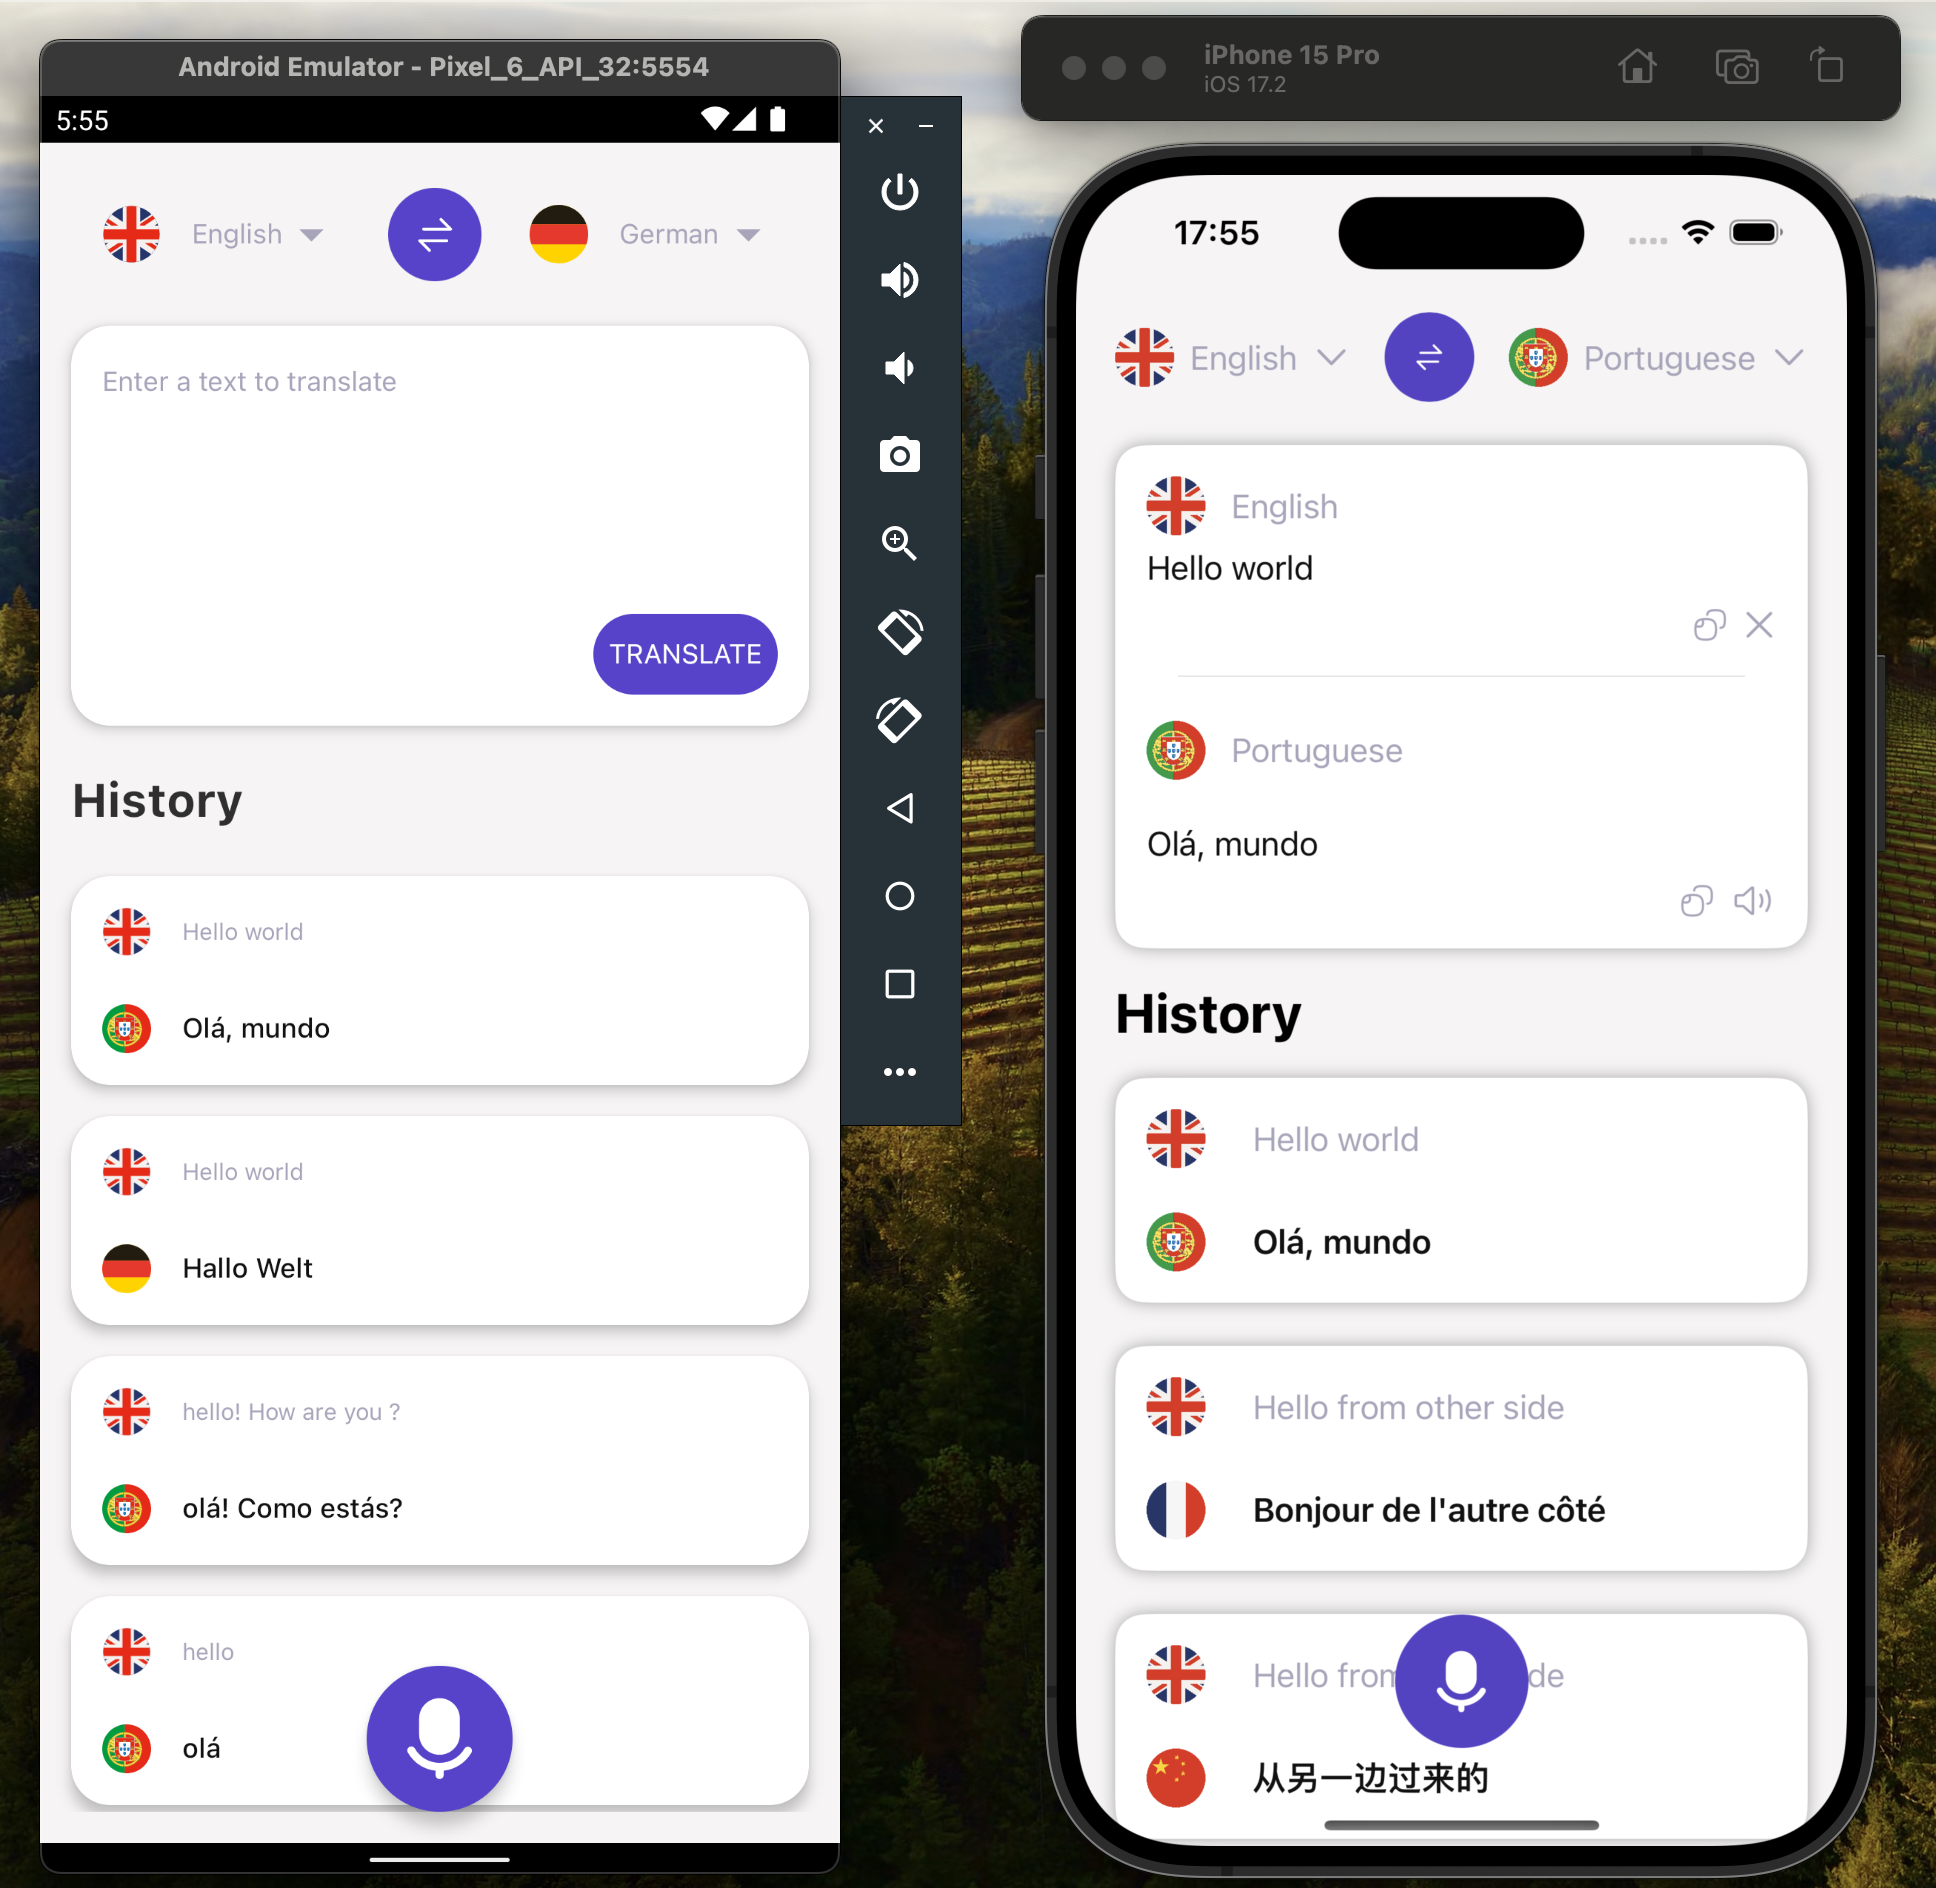 Android Emulator - Pixel_6_API_32:5554
5:55
English
German
Enter a text to translate
TRANSLATE
History
Hello world
Olá, mundo
Hello world
Hallo Welt
hello! How are you ?
olá! Como estás?
hello
olá
iPhone 15 Pro
iOS 17.2
17:55
English
Portuguese
English
Hello world
Portuguese
Olá, mundo
History
Hello world
Olá, mundo
Hello from other side
Bonjour de l'autre côté
Hello
从另一边过来的